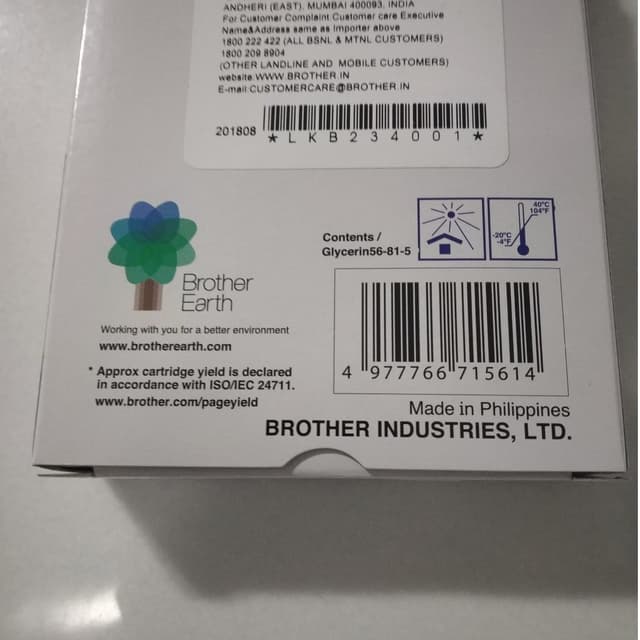 ANDHERI (EAST). MUMBAI 400093, INDIA
For Customer Complaint:Customer care Executive
Name&Address same as Importer above
1800 222 422 (ALL BSNL & MTNL CUSTOMERS)
1800 209 8904
(OTHER LANDLINE AND MOBILE CUSTOMERS)
website:WWW.BROTHER.IN
E-mail:CUSTOMERCARE@BROTHER.IN
201808
* L K B 2 3 4 0 0 1 *
Contents /
Glycerin56-81-5
40°C
104°F
-20°C
-4°F
Brother
Earth
Working with you for a better environment
www.brotherearth.com
* Approx cartridge yield is declared
in accordance with ISO/IEC 24711.
www.brother.com/pageyield
4 977766 715614
Made in Philippines
BROTHER INDUSTRIES, LTD.